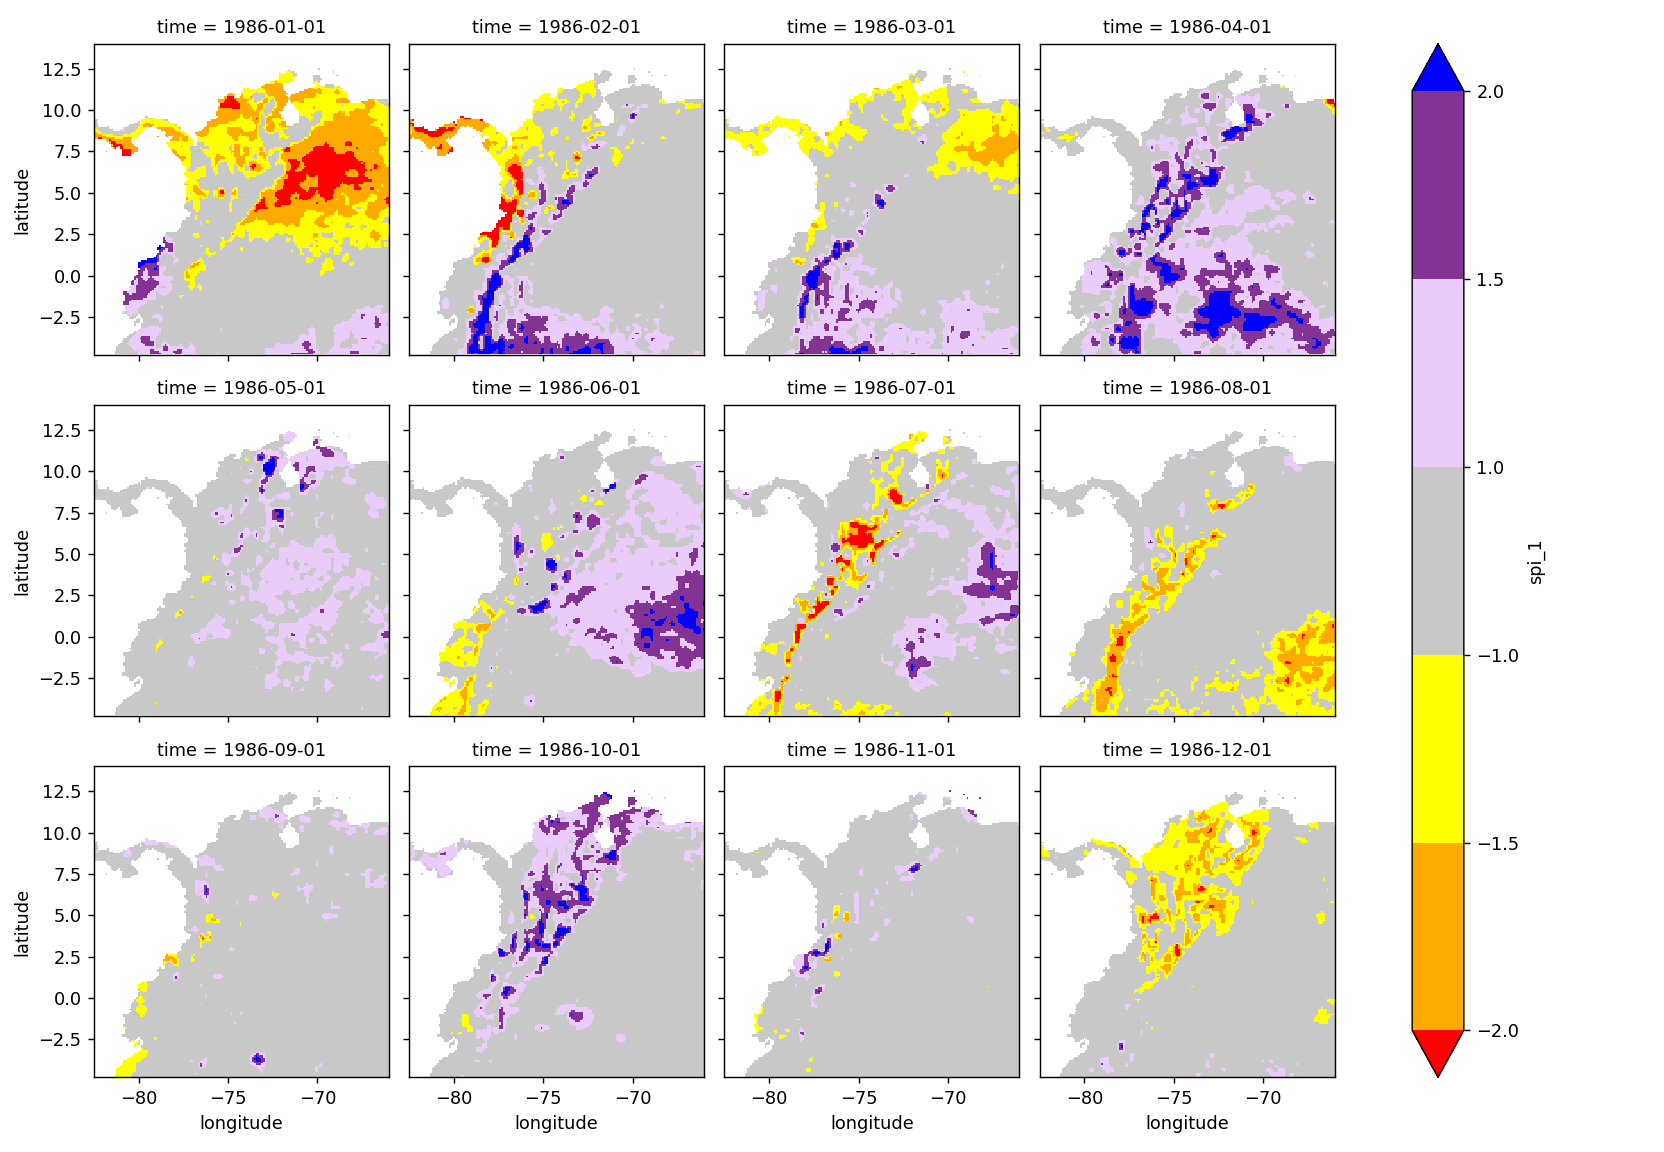 time = 1986-01-01
time = 1986-02-01
time = 1986-03-01
time = 1986-04-01
12.5
10.0
7.5
5.0
2.5
0.0
−2.5
latitude
time = 1986-05-01
time = 1986-06-01
time = 1986-07-01
time = 1986-08-01
12.5
10.0
7.5
5.0
2.5
0.0
−2.5
latitude
time = 1986-09-01
time = 1986-10-01
time = 1986-11-01
time = 1986-12-01
12.5
10.0
7.5
5.0
2.5
0.0
−2.5
latitude
−80 −75 −70
longitude
−80 −75 −70
longitude
−80 −75 −70
longitude
−80 −75 −70
longitude
2.0
1.5
1.0
−1.0
−1.5
−2.0
spi_1